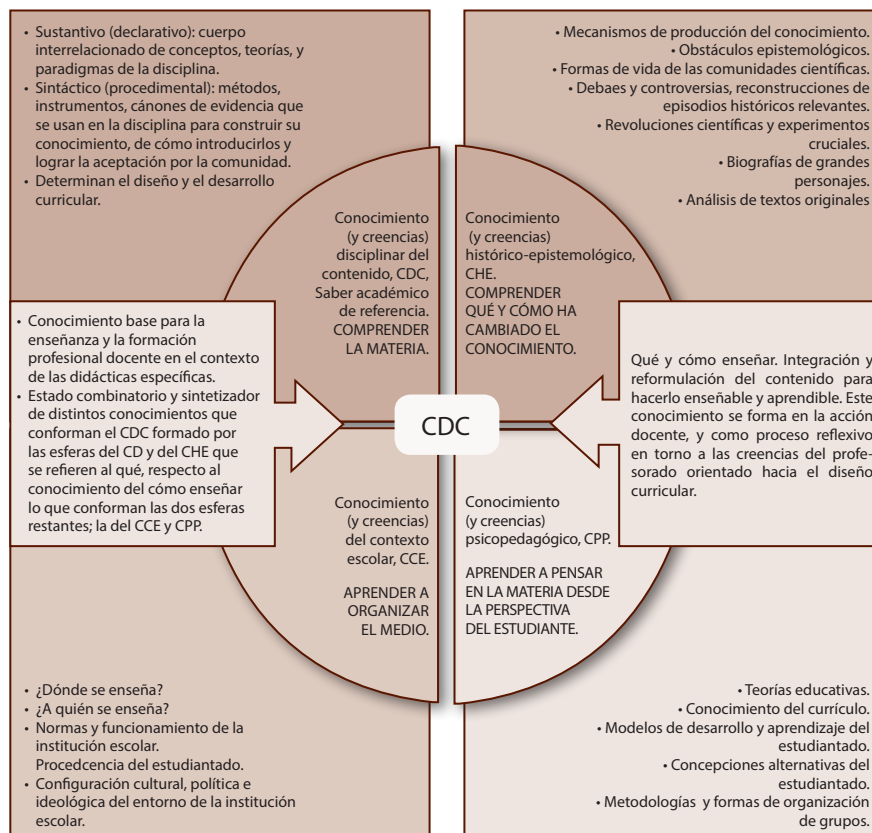 • Sustantivo (declarativo): cuerpo
interrelacionado de conceptos, teorías, y
paradigmas de la disciplina.
• Sintáctico (procedimental): métodos,
instrumentos, cánones de evidencia que
se usan en la disciplina para construir su
conocimiento, de cómo introducirlos y
lograr la aceptación por la comunidad.
• Determinan el diseño y el desarrollo
curricular.
• Mecanismos de producción del conocimiento.
• Obstáculos epistemológicos.
• Formas de vida de las comunidades científicas.
• Debaes y controversias, reconstrucciones de
episodios históricos relevantes.
• Revoluciones científicas y experimentos
cruciales.
• Biografías de grandes
personajes.
• Análisis de textos originales
Conocimiento
(y creencias)
disciplinar del
contenido, CDC,
Saber académico
de referencia.
COMPRENDER
LA MATERIA.
Conocimiento
(y creencias)
histórico-epistemológico,
CHE.
COMPRENDER
QUÉ Y CÓMO HA
CAMBIADO EL
CONOCIMIENTO.
• Conocimiento base para la
enseñanza y la formación
profesional docente en el contexto
de las didácticas específicas.
• Estado combinatorio y sintetizador
de distintos conocimientos que
conforman el CDC formado por
las esferas del CD y del CHE que
se refieren al qué, respecto al
conocimiento del cómo enseñar
lo que conforman las dos esferas
restantes; la del CCE y CPP.
CDC
Qué y cómo enseñar. Integración y
reformulación del contenido para
hacerlo enseñable y aprendible. Este
conocimiento se forma en la acción
docente, y como proceso reflexivo
en torno a las creencias del profe-
sorado orientado hacia el diseño
curricular.
Conocimiento
(y creencias)
del contexto
escolar, CCE.
APRENDER A
ORGANIZAR
EL MEDIO.
Conocimiento
(y creencias)
psicopedagógico, CPP.
APRENDER A PENSAR
EN LA MATERIA DESDE
LA PERSPECTIVA
DEL ESTUDIANTE.
• ¿Dónde se enseña?
• ¿A quién se enseña?
• Normas y funcionamiento de la
institución escolar.
Procedcencia del estudiantado.
• Configuración cultural, política e
ideológica del entorno de la institución
escolar.
• Teorías educativas.
• Conocimiento del currículo.
• Modelos de desarrollo y aprendizaje del
estudiantado.
• Concepciones alternativas del
estudiantado.
• Metodologías y formas de organización
de grupos.